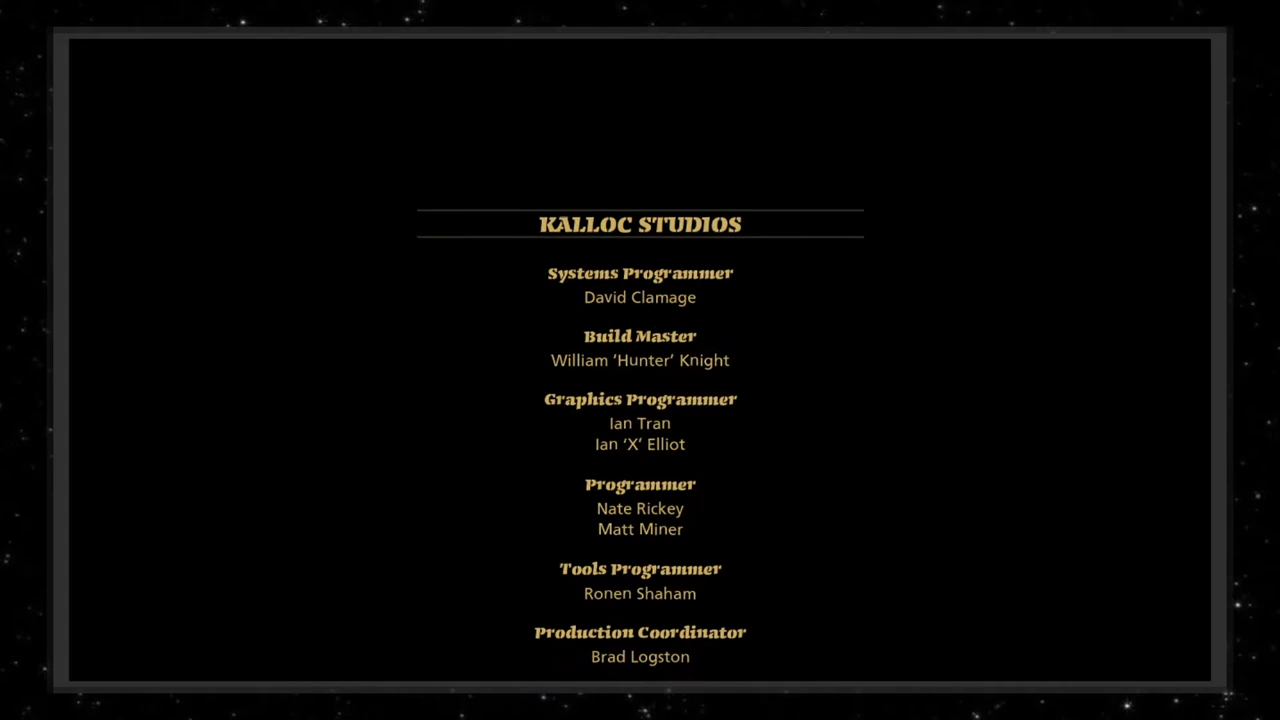 KALLOC STUDIOS
Systems Programmer
David Clamage
Build Master
William ‘Hunter’ Knight
Graphics Programmer
Ian Tran
Ian ‘X’ Elliot
Programmer
Nate Rickey
Matt Miner
Tools Programmer
Ronen Shaham
Production Coordinator
Brad Logston